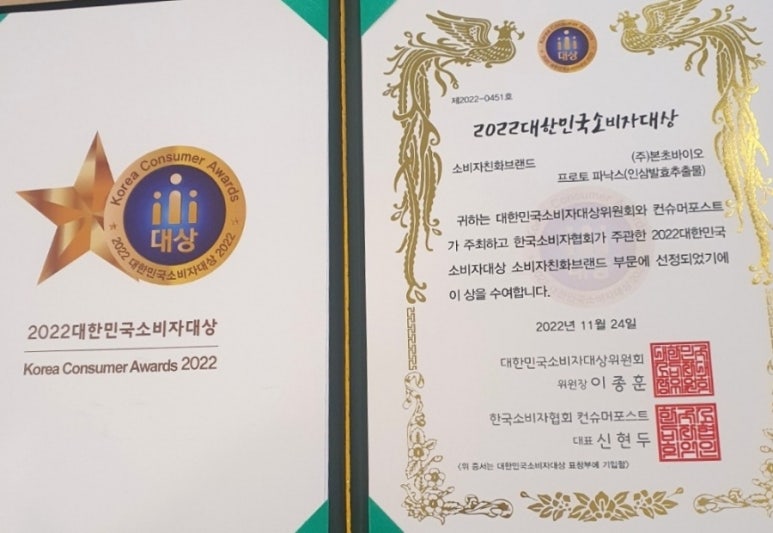 Korea Consumer Awards
대상
2022 대한민국소비자대상 2022
2022대한민국소비자대상
Korea Consumer Awards 2022
Korea Consumer Awards
대상
제2022-0451호
2022대한민국소비자대상
소비자친화브랜드
(주)본초바이오
프로토 파낙스(인삼발효추출물)
귀하는 대한민국소비자대상위원회와 컨슈머포스트
가 주최하고 한국소비자협회가 주관한 2022대한민국
소비자대상 소비자친화브랜드 부문에 선정되었기에
이 상을 수여합니다.
2022년 11월 24일
대한민국소비자대상위원회
위원장 이 종 훈
한국소비자협회 컨슈머포스트
대표 신 현 두
(위 증서는 대한민국소비자대상 표창부에 기입함)